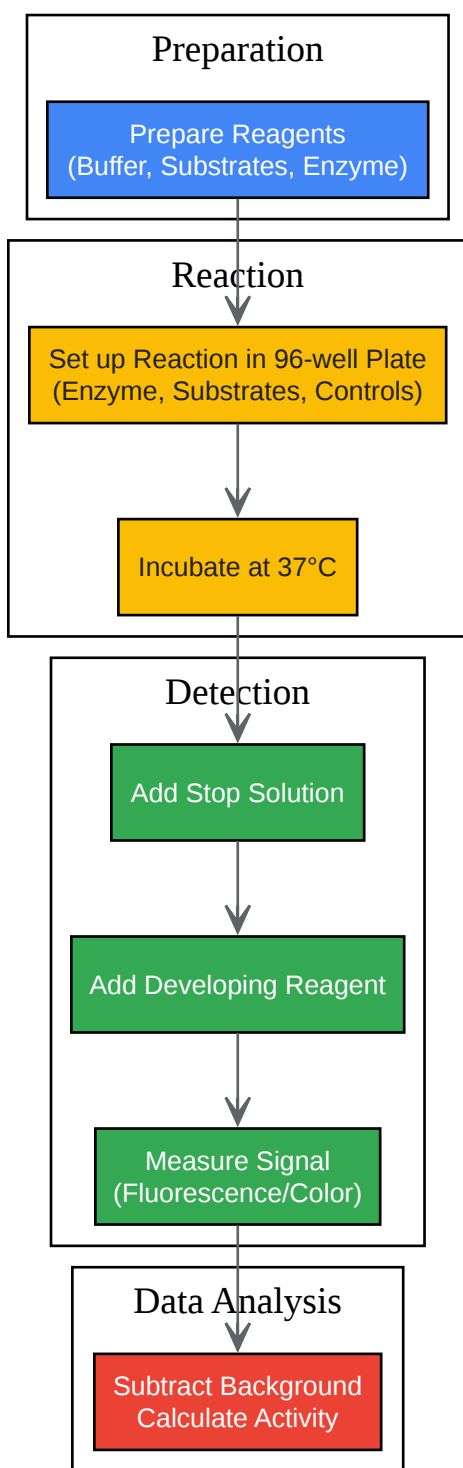 Preparation
Prepare Reagents
(Buffer, Substrates, Enzyme)
Reaction
Set up Reaction in 96-well Plate
(Enzyme, Substrates, Controls)
Incubate at 37°C
Detection
Add Stop Solution
Add Developing Reagent
Measure Signal
(Fluorescence/Color)
Data Analysis
Subtract Background
Calculate Activity